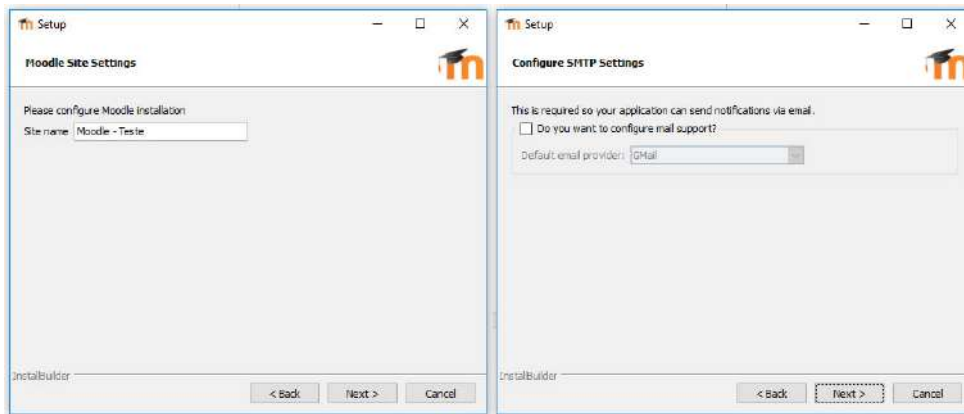 Setup
Moodle Site Settings
Please configure Moodle installation
Site name Moodle - Teste
InstallBuilder
< Back Next > Cancel
Setup
Configure SMTP Settings
This is required so your application can send notifications via email.
Do you want to configure mail support?
Default email provider: GMail
InstallBuilder
< Back Next > Cancel